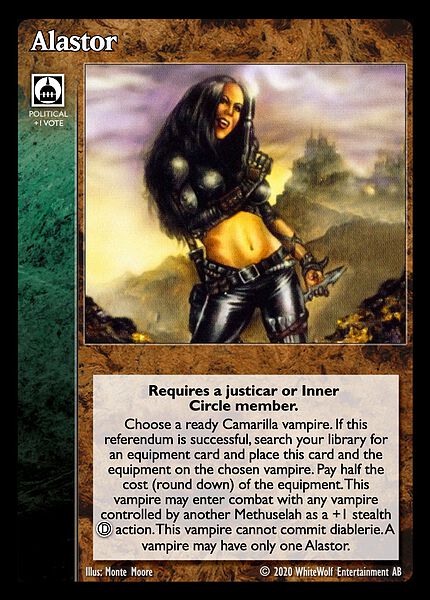 Alastor
POLITICAL
+1 VOTE
Requires a justicar or Inner
Circle member.
Choose a ready Camarilla vampire. If this
referendum is successful, search your library for
an equipment card and place this card and the
equipment on the chosen vampire. Pay half the
cost (round down) of the equipment. This
vampire may enter combat with any vampire
controlled by another Methuselah as a +1 stealth
Ⓓ action. This vampire cannot commit diablerie. A
vampire may have only one Alastor.
Illus: Monte Moore © 2020 WhiteWolf Entertainment AB